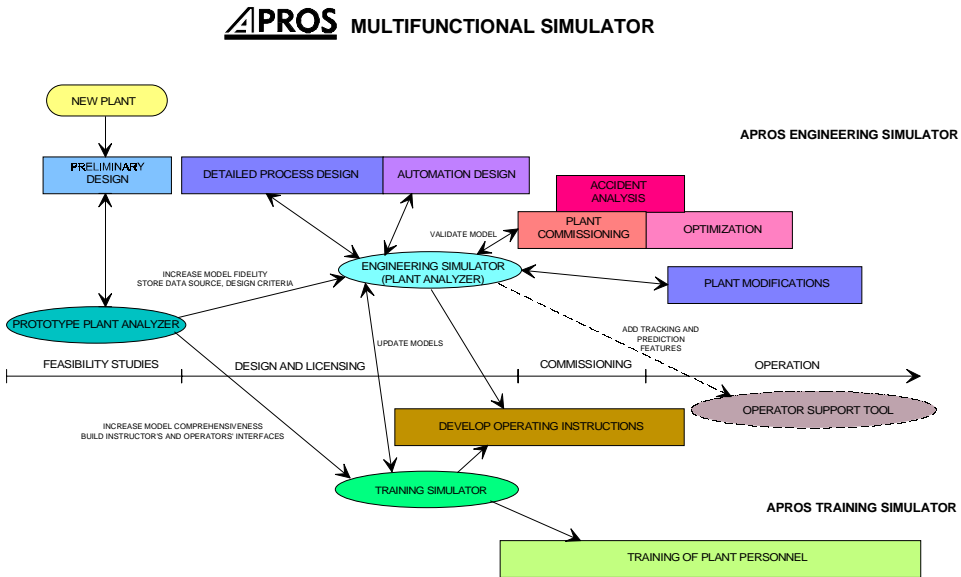 APROS MULTIFUNCTIONAL SIMULATOR
NEW PLANT
APROS ENGINEERING SIMULATOR
PRELIMINARY
DESIGN
DETAILED PROCESS DESIGN
AUTOMATION DESIGN
ACCIDENT
ANALYSIS
PLANT
COMMISSIONING
OPTIMIZATION
VALIDATE MODEL
ENGINEERING SIMULATOR
(PLANT ANALYZER)
INCREASE MODEL FIDELITY
STORE DATA SOURCE, DESIGN CRITERIA
PLANT MODIFICATIONS
PROTOTYPE PLANT ANALYZER
UPDATE MODELS
ADD TRACKING AND
PREDICTION
FEATURES
FEASIBILITY STUDIES
DESIGN AND LICENSING
COMMISSIONING
OPERATION
OPERATOR SUPPORT TOOL
INCREASE MODEL COMPREHENSIVENESS
BUILD INSTRUCTOR'S AND OPERATORS' INTERFACES
DEVELOP OPERATING INSTRUCTIONS
TRAINING SIMULATOR
APROS TRAINING SIMULATOR
TRAINING OF PLANT PERSONNEL